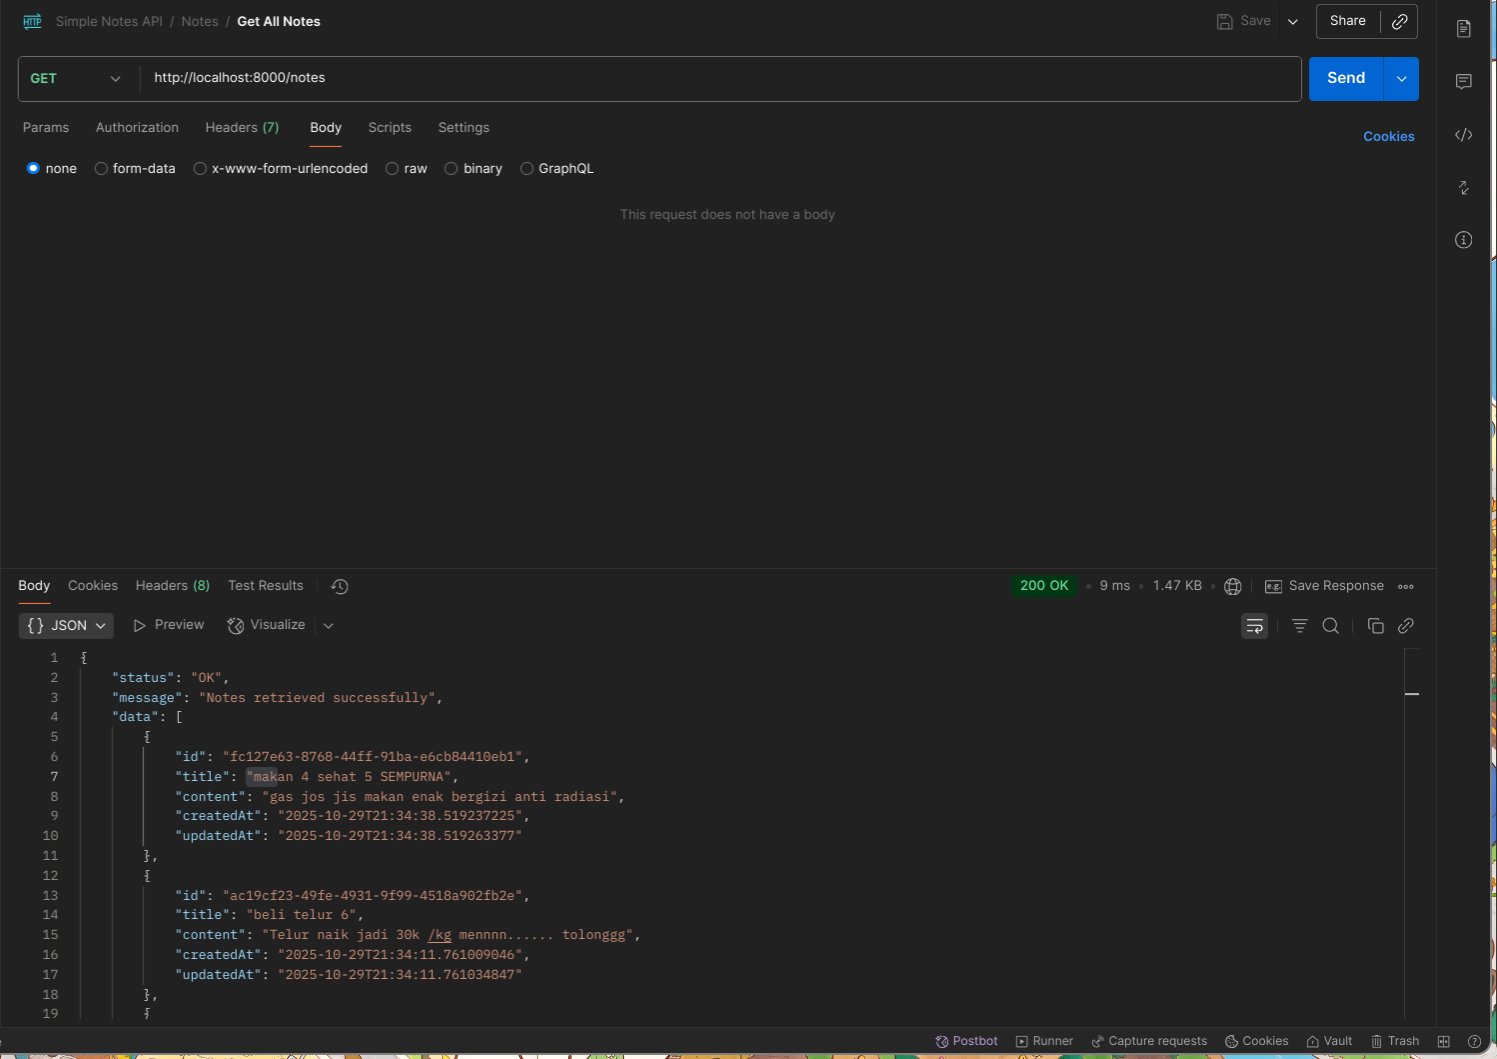 HTTP Simple Notes API / Notes / Get All Notes Save Share
GET http://localhost:8000/notes Send
Params Authorization Headers (7) Body Scripts Settings Cookies
none form-data x-www-form-urlencoded raw binary GraphQL
This request does not have a body
Body Cookies Headers (8) Test Results 200 OK • 9 ms • 1.47 KB • e.g. Save Response
{} JSON Preview Visualize
1 {
2 "status": "OK",
3 "message": "Notes retrieved successfully",
4 "data": [
5 {
6 "id": "fc127e63-8768-44ff-91ba-e6cb84410eb1",
7 "title": "makan 4 sehat 5 SEMPURNA",
8 "content": "gas jos jis makan enak bergizi anti radiasi",
9 "createdAt": "2025-10-29T21:34:38.519237225",
10 "updatedAt": "2025-10-29T21:34:38.519263377"
11 },
12 {
13 "id": "ac19cf23-49fe-4931-9f99-4518a902fb2e",
14 "title": "beli telur 6",
15 "content": "Telur naik jadi 30k /kg mennnn...... tolonggg",
16 "createdAt": "2025-10-29T21:34:11.761009046",
17 "updatedAt": "2025-10-29T21:34:11.761034847"
18 },
19 {
Postbot Runner Capture requests Cookies Vault Trash